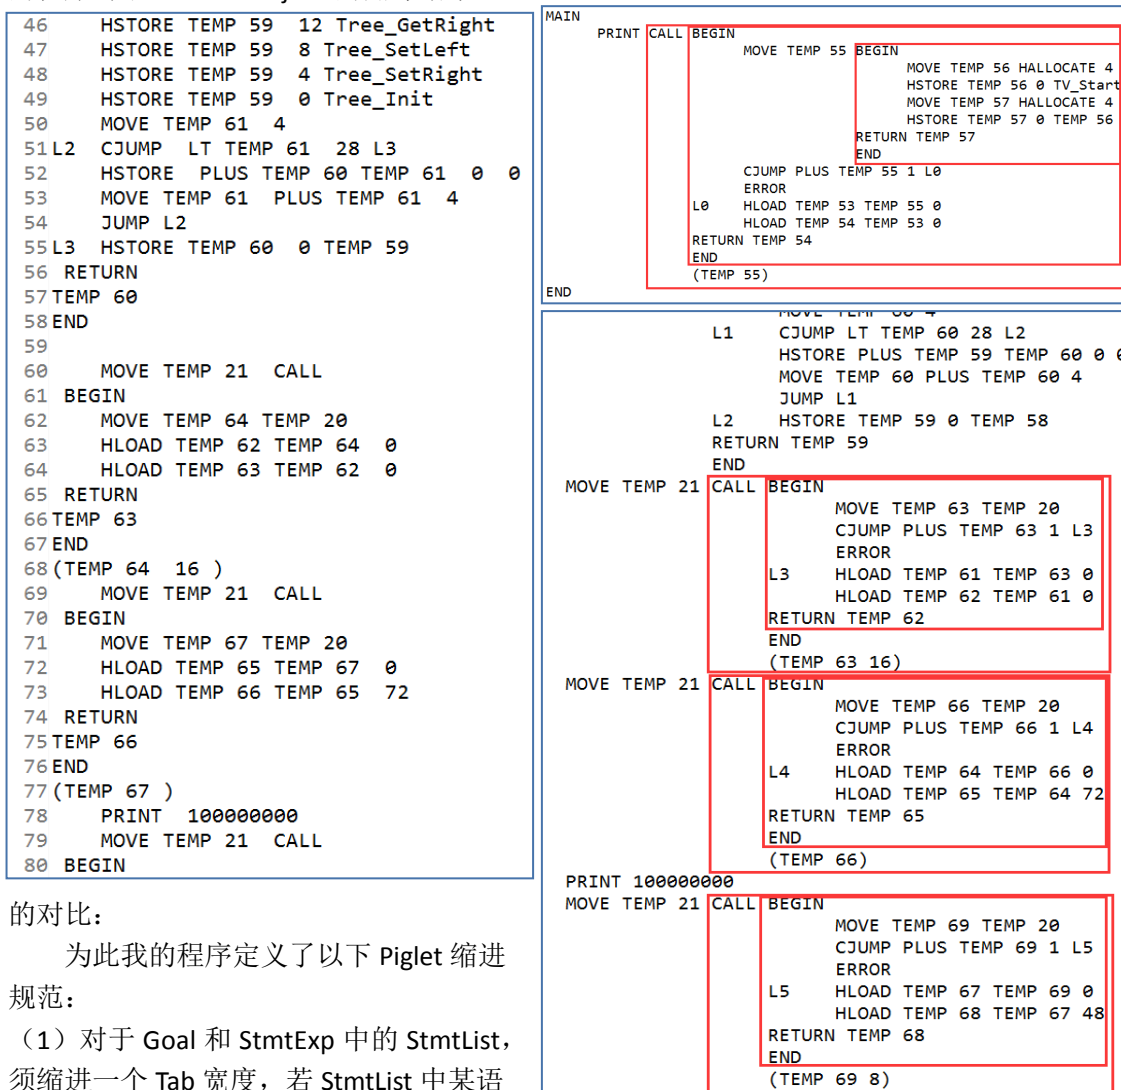 46 HSTORE TEMP 59 12 Tree_GetRight
47 HSTORE TEMP 59 8 Tree_SetLeft
48 HSTORE TEMP 59 4 Tree_SetRight
49 HSTORE TEMP 59 0 Tree_Init
50 MOVE TEMP 61 4
51 L2 CJUMP LT TEMP 61 28 L3
52 HSTORE PLUS TEMP 60 TEMP 61 0 0
53 MOVE TEMP 61 PLUS TEMP 61 4
54 JUMP L2
55 L3 HSTORE TEMP 60 0 TEMP 59
56 RETURN
57 TEMP 60
58 END
59
60 MOVE TEMP 21 CALL
61 BEGIN
62 MOVE TEMP 64 TEMP 20
63 HLOAD TEMP 62 TEMP 64 0
64 HLOAD TEMP 63 TEMP 62 0
65 RETURN
66 TEMP 63
67 END
68 (TEMP 64 16 )
69 MOVE TEMP 21 CALL
70 BEGIN
71 MOVE TEMP 67 TEMP 20
72 HLOAD TEMP 65 TEMP 67 0
73 HLOAD TEMP 66 TEMP 65 72
74 RETURN
75 TEMP 66
76 END
77 (TEMP 67 )
78 PRINT 100000000
79 MOVE TEMP 21 CALL
80 BEGIN
的对比：
为此我的程序定义了以下 Piglet 缩进
规范：
（1）对于 Goal 和 StmtExp 中的 StmtList，
须缩进一个 Tab 宽度，若 StmtList 中某语
MAIN
PRINT CALL BEGIN
MOVE TEMP 55 BEGIN
MOVE TEMP 56 HALLOCATE 4
HSTORE TEMP 56 0 TV_Start
MOVE TEMP 57 HALLOCATE 4
HSTORE TEMP 57 0 TEMP 56
RETURN TEMP 57
END
CJUMP PLUS TEMP 55 1 L0
ERROR
L0 HLOAD TEMP 53 TEMP 55 0
HLOAD TEMP 54 TEMP 53 0
RETURN TEMP 54
END
(TEMP 55)
END
MOVE TEMP 60 4
L1 CJUMP LT TEMP 60 28 L2
HSTORE PLUS TEMP 59 TEMP 60 0 0
MOVE TEMP 60 PLUS TEMP 60 4
JUMP L1
L2 HSTORE TEMP 59 0 TEMP 58
RETURN TEMP 59
END
MOVE TEMP 21 CALL BEGIN
MOVE TEMP 63 TEMP 20
CJUMP PLUS TEMP 63 1 L3
ERROR
L3 HLOAD TEMP 61 TEMP 63 0
HLOAD TEMP 62 TEMP 61 0
RETURN TEMP 62
END
(TEMP 63 16)
MOVE TEMP 21 CALL BEGIN
MOVE TEMP 66 TEMP 20
CJUMP PLUS TEMP 66 1 L4
ERROR
L4 HLOAD TEMP 64 TEMP 66 0
HLOAD TEMP 65 TEMP 64 72
RETURN TEMP 65
END
(TEMP 66)
PRINT 100000000
MOVE TEMP 21 CALL BEGIN
MOVE TEMP 69 TEMP 20
CJUMP PLUS TEMP 69 1 L5
ERROR
L5 HLOAD TEMP 67 TEMP 69 0
HLOAD TEMP 68 TEMP 67 48
RETURN TEMP 68
END
(TEMP 69 8)